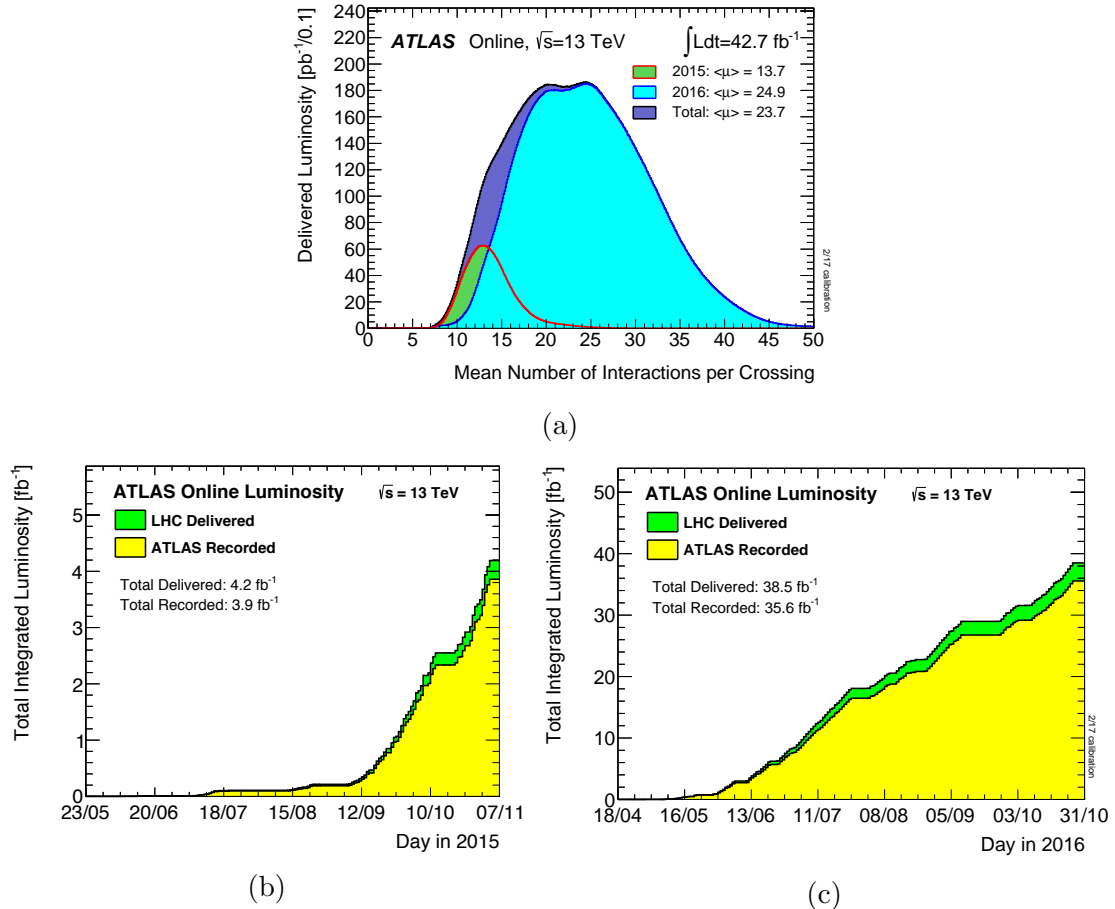 ATLAS Online, √s=13 TeV ∫Ldt=42.7 fb⁻¹
2015: <μ> = 13.7
2016: <μ> = 24.9
Total: <μ> = 23.7
Delivered Luminosity [pb⁻¹/0.1]
240
220
200
180
160
140
120
100
80
60
40
20
0
0 5 10 15 20 25 30 35 40 45 50
Mean Number of Interactions per Crossing
2/17 calibration
(a)
Total Integrated Luminosity [fb⁻¹]
ATLAS Online Luminosity √s = 13 TeV
LHC Delivered
ATLAS Recorded
Total Delivered: 4.2 fb⁻¹
Total Recorded: 3.9 fb⁻¹
5
4
3
2
1
0
23/05 20/06 18/07 15/08 12/09 10/10 07/11
Day in 2015
(b)
Total Integrated Luminosity [fb⁻¹]
ATLAS Online Luminosity √s = 13 TeV
LHC Delivered
ATLAS Recorded
Total Delivered: 38.5 fb⁻¹
Total Recorded: 35.6 fb⁻¹
50
40
30
20
10
0
18/04 16/05 13/06 11/07 08/08 05/09 03/10 31/10
Day in 2016
2/17 calibration
(c)